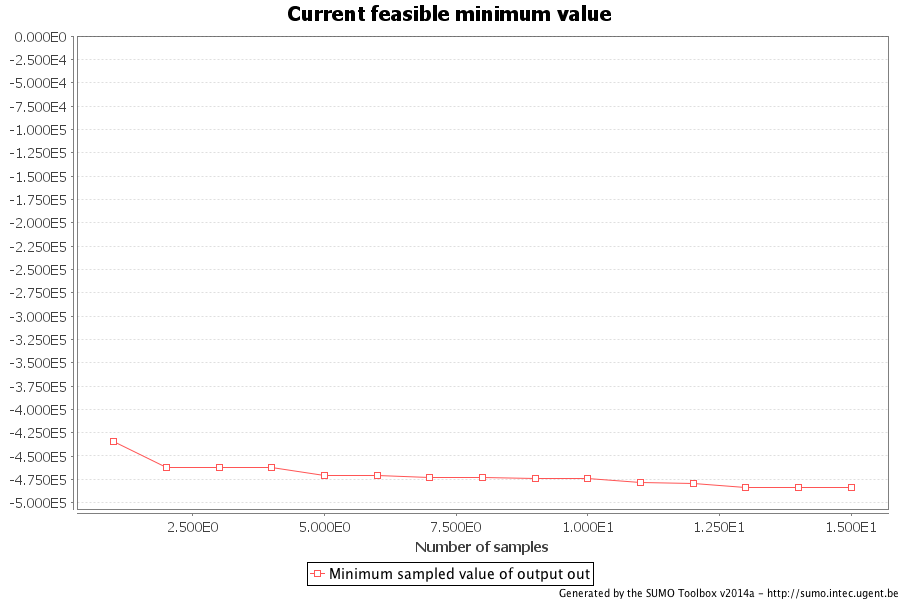 Current feasible minimum value
0.000E0
-2.500E4
-5.000E4
-7.500E4
-1.000E5
-1.250E5
-1.500E5
-1.750E5
-2.000E5
-2.250E5
-2.500E5
-2.750E5
-3.000E5
-3.250E5
-3.500E5
-3.750E5
-4.000E5
-4.250E5
-4.500E5
-4.750E5
-5.000E5
2.500E0 5.000E0 7.500E0 1.000E1 1.250E1 1.500E1
Number of samples
Minimum sampled value of output out
Generated by the SUMO Toolbox v2014a - http://sumo.intec.ugent.be